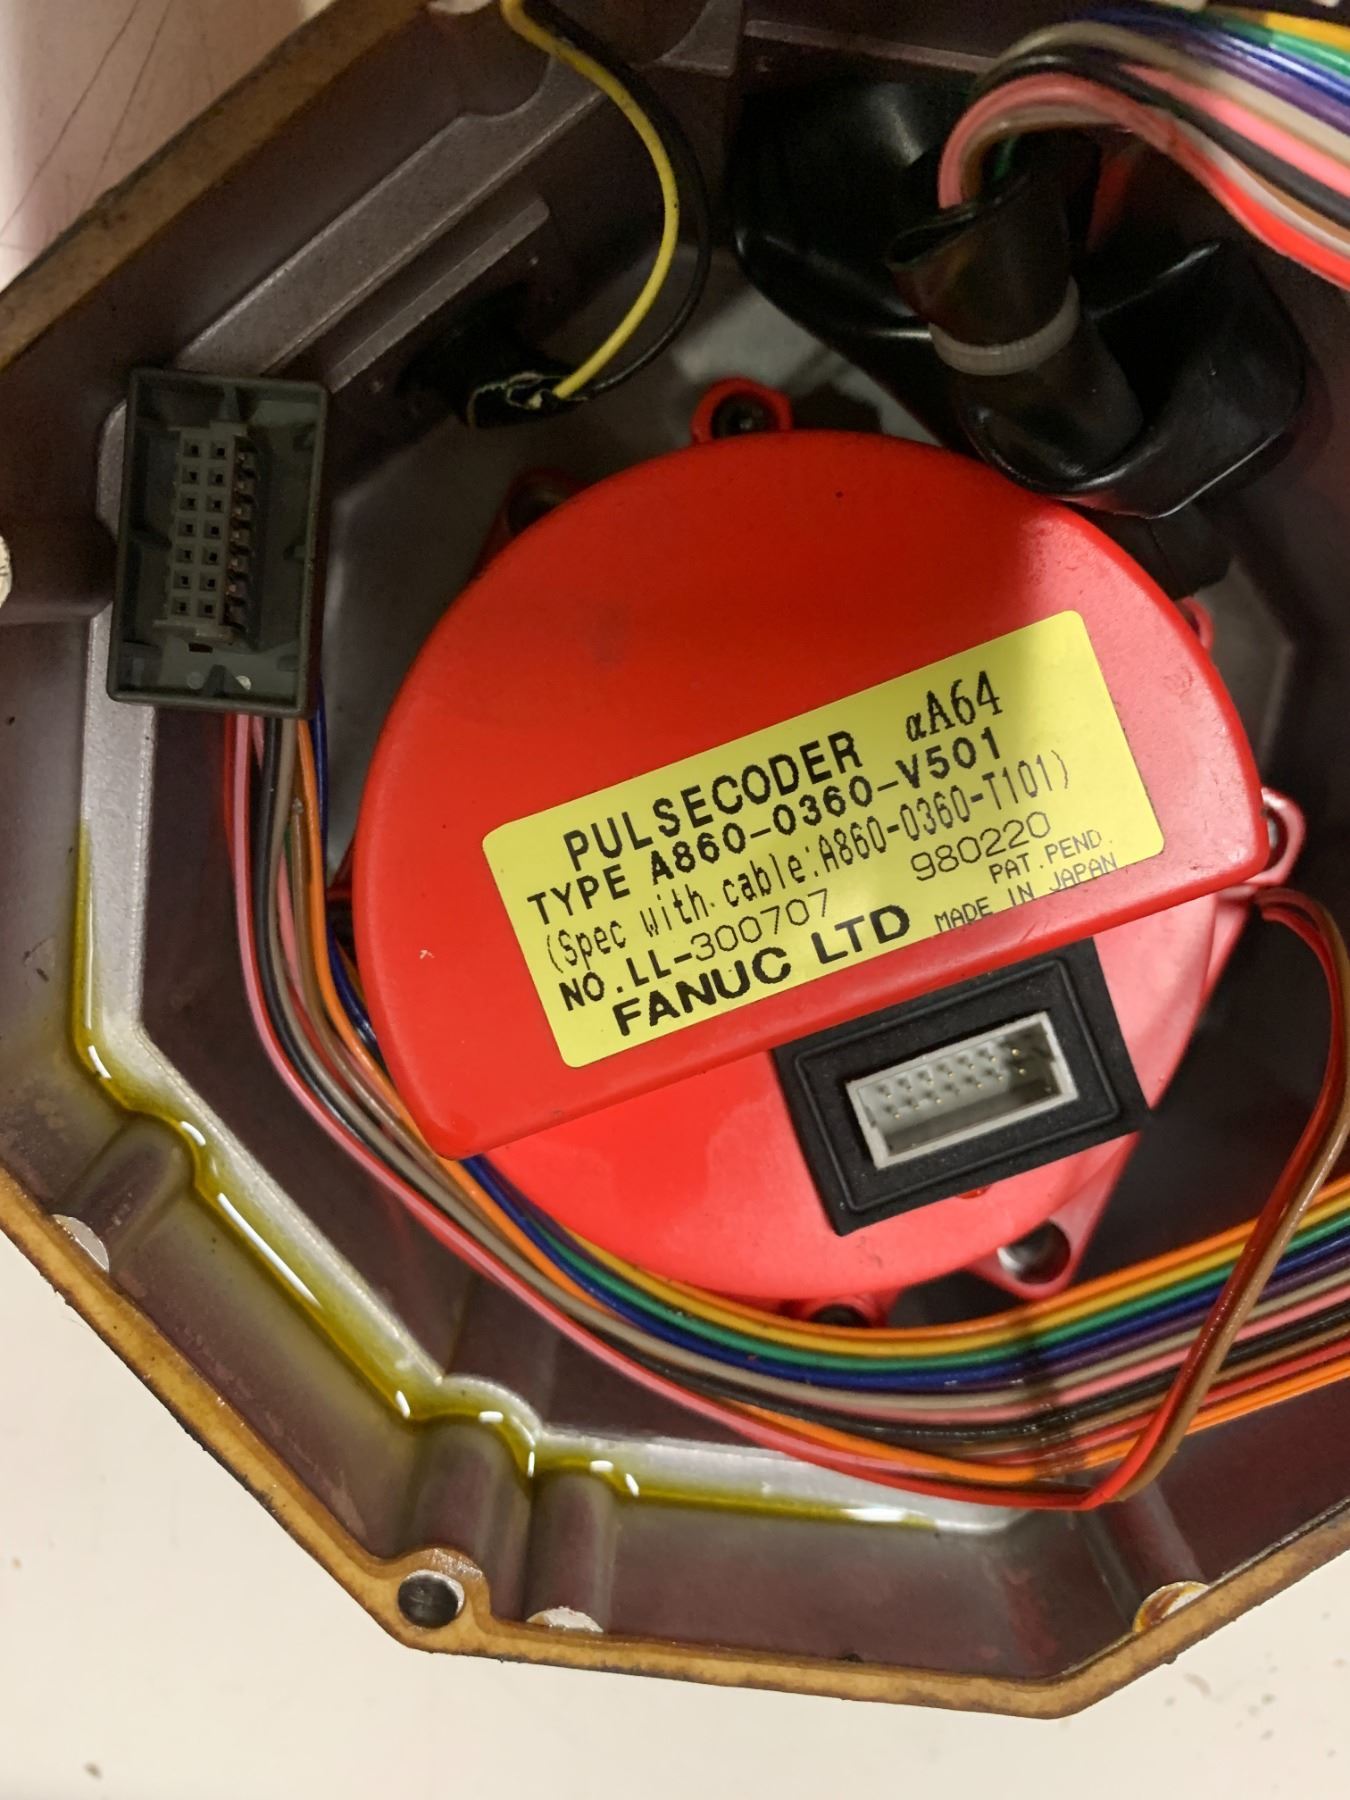 PULSECODER αA64
TYPE A860-0360-V501
(Spec With cable:A860-0360-T101)
NO.LL-300707 980220
PAT.PEND.
FANUC LTD MADE IN JAPAN